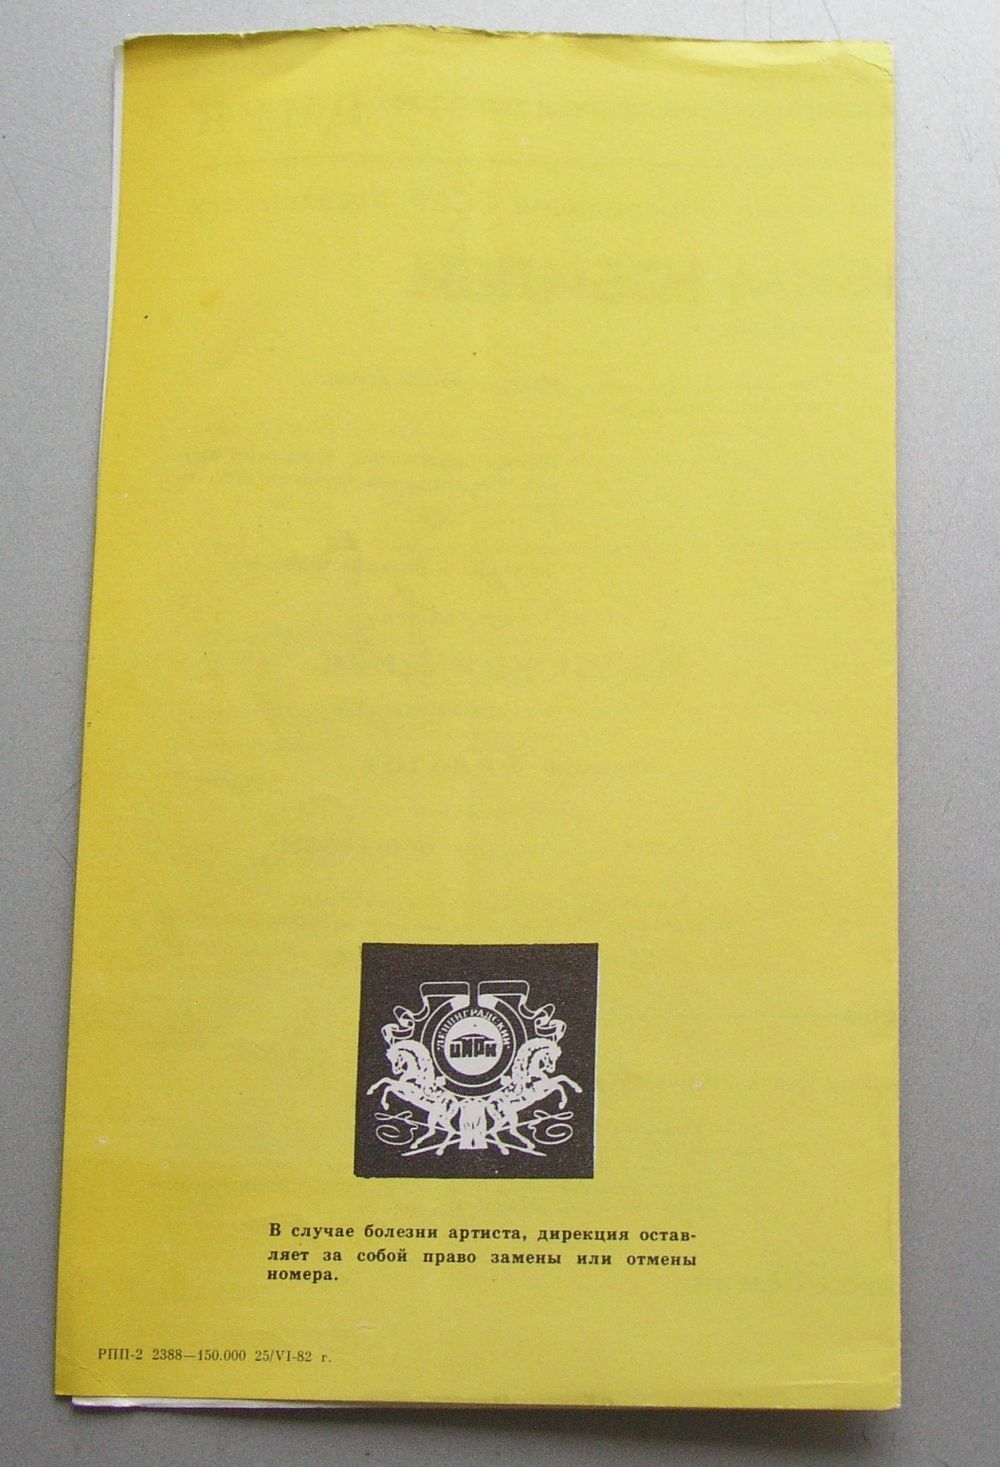 ЛЕНИНГРАДСКИЙ
ЦИРК
В случае болезни артиста, дирекция остав-
ляет за собой право замены или отмены
номера.
РПП-2 2388—150.000 25/VI-82 г.